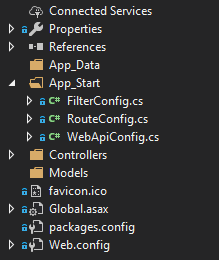 Connected Services
Properties
References
App_Data
App_Start
C# FilterConfig.cs
C# RouteConfig.cs
C# WebApiConfig.cs
Controllers
Models
favicon.ico
Global.asax
packages.config
Web.config